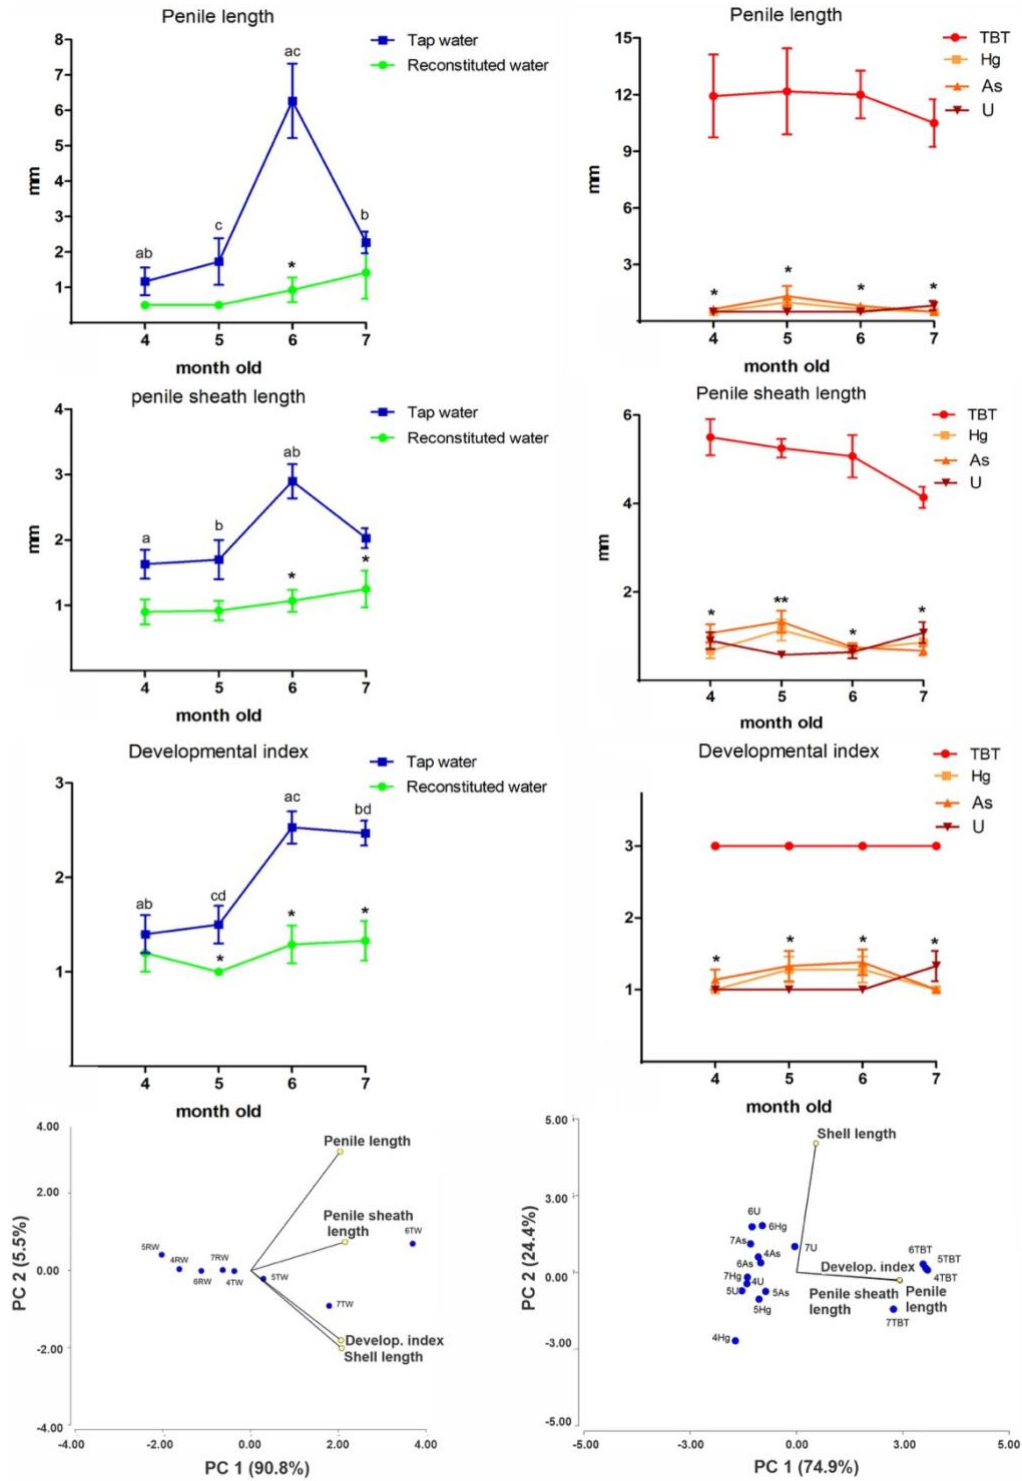 Penile length
Tap water
Reconstituted water
8
7
6
5
4
3
2
1
mm
ab
c
ac
b
*
4 5 6 7
month old
Penile length
TBT
Hg
As
U
15
12
9
6
3
mm
* * * *
4 5 6 7
month old
penile sheath length
Tap water
Reconstituted water
4
3
2
1
mm
a
b
ab
* *
4 5 6 7
month old
Penile sheath length
TBT
Hg
As
U
6
4
2
mm
* ** * *
4 5 6 7
month old
Developmental index
Tap water
Reconstituted water
3
2
1
ab
cd
ac
bd
* * *
4 5 6 7
month old
Developmental index
TBT
Hg
As
U
3
2
1
* * * *
4 5 6 7
month old
4.00
2.00
0.00
-2.00
-4.00
PC 2 (5.5%)
Penile length
Penile sheath
length
6TW
5RW
4RW
6RW
7RW
4TW
5TW
7TW
Develop. index
Shell length
-4.00 -2.00 0.00 2.00 4.00
PC 1 (90.8%)
5.00
3.00
0.00
-3.00
-5.00
PC 2 (24.4%)
Shell length
6U
6Hg
7As
7U
4As
6As
7Hg
4U
5U
5As
5Hg
4Hg
Develop. index
6TBT
5TBT
4TBT
Penile sheath
length
Penile
length
7TBT
-5.00 -3.00 0.00 3.00 5.00
PC 1 (74.9%)